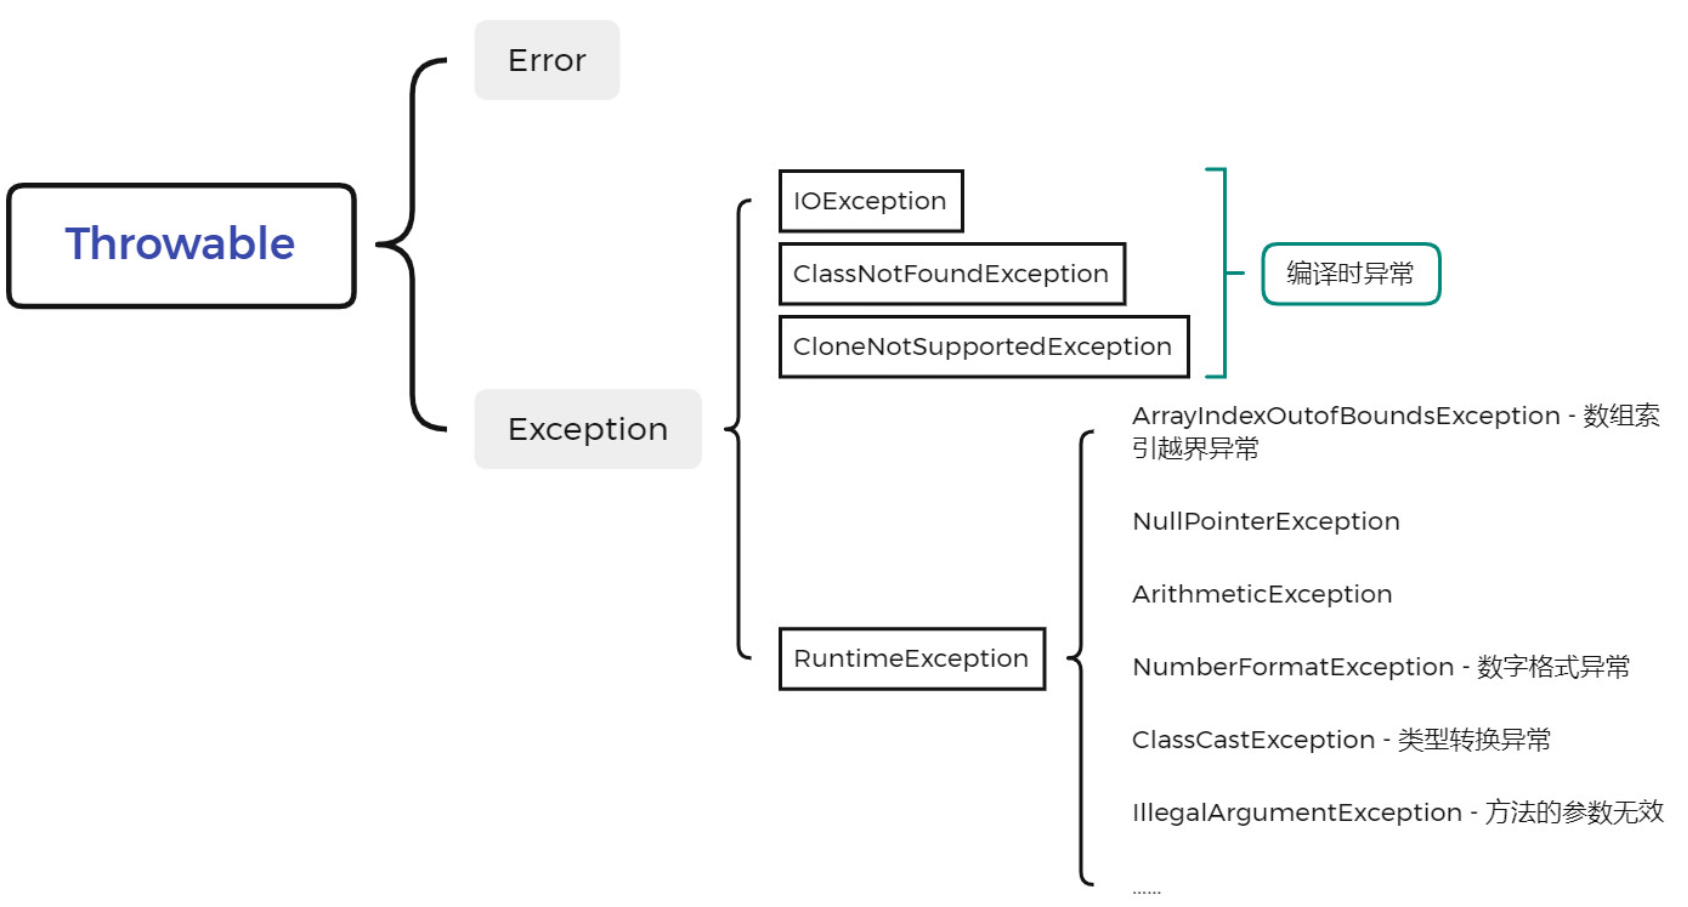 Error
Throwable
IOException
ClassNotFoundException
编译时异常
CloneNotSupportedException
Exception
ArrayIndexOutofBoundsException - 数组索
引越界异常
NullPointerException
ArithmeticException
RuntimeException
NumberFormatException - 数字格式异常
ClassCastException - 类型转换异常
IllegalArgumentException - 方法的参数无效
......